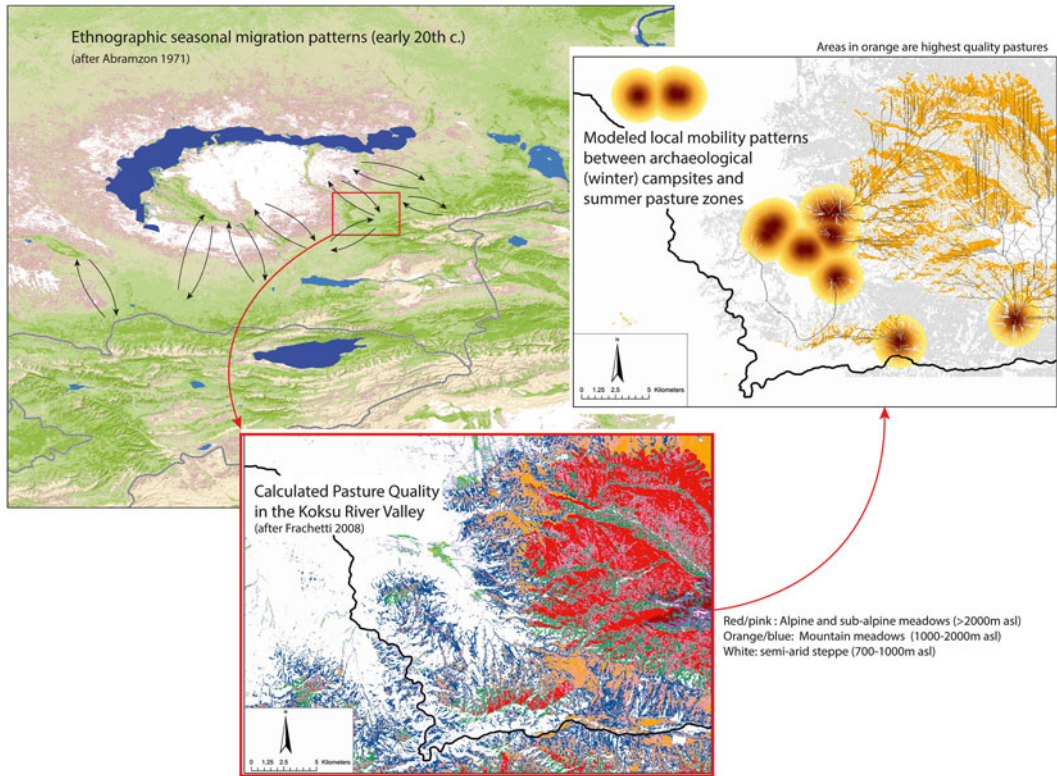 Ethnographic seasonal migration patterns (early 20th c.)
(after Abramzon 1971)
Areas in orange are highest quality pastures
Modeled local mobility patterns
between archaeological
(winter) campsites and
summer pasture zones
N
0 1.25 2.5 5 Kilometers
Calculated Pasture Quality
in the Koksu River Valley
(after Frachetti 2008)
N
0 1.25 2.5 5 Kilometers
Red/pink : Alpine and sub-alpine meadows (>2000m asl)
Orange/blue: Mountain meadows (1000-2000m asl)
White: semi-arid steppe (700-1000m asl)